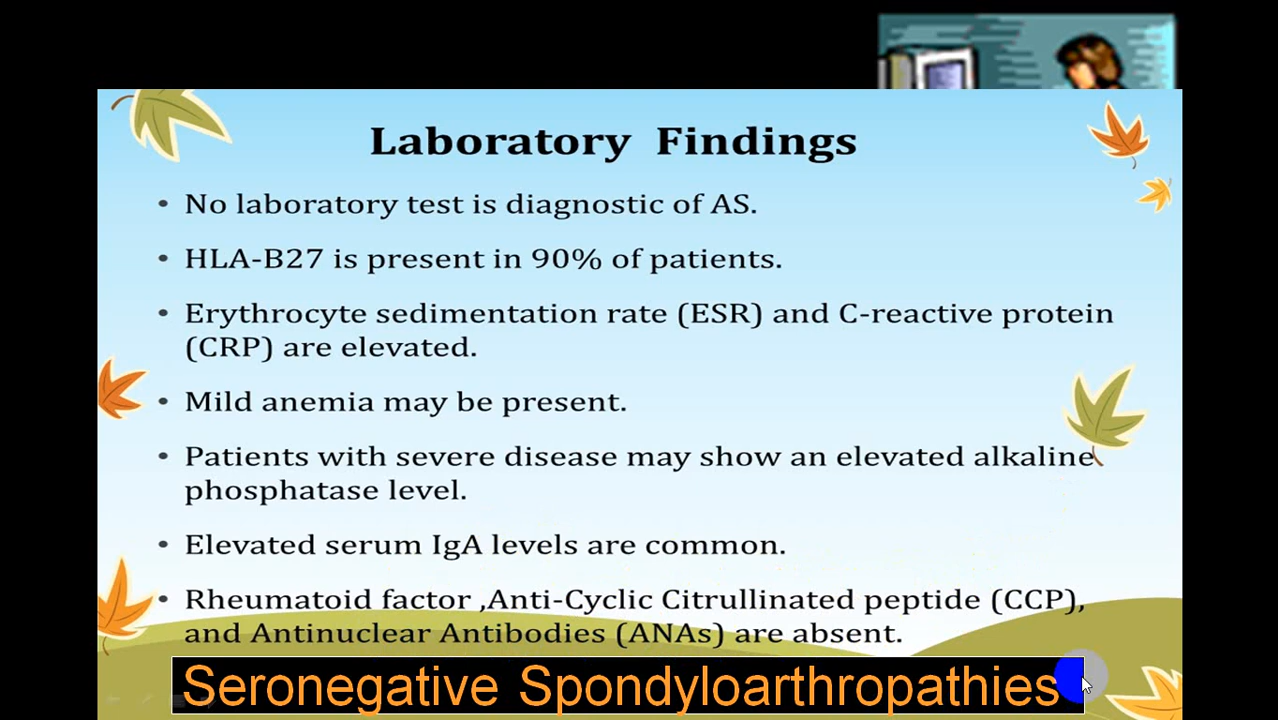 Laboratory Findings
• No laboratory test is diagnostic of AS.
• HLA-B27 is present in 90% of patients.
• Erythrocyte sedimentation rate (ESR) and C-reactive protein
(CRP) are elevated.
• Mild anemia may be present.
• Patients with severe disease may show an elevated alkaline
phosphatase level.
• Elevated serum IgA levels are common.
• Rheumatoid factor ,Anti-Cyclic Citrullinated peptide (CCP),
and Antinuclear Antibodies (ANAs) are absent.
Seronegative Spondyloarthropathies